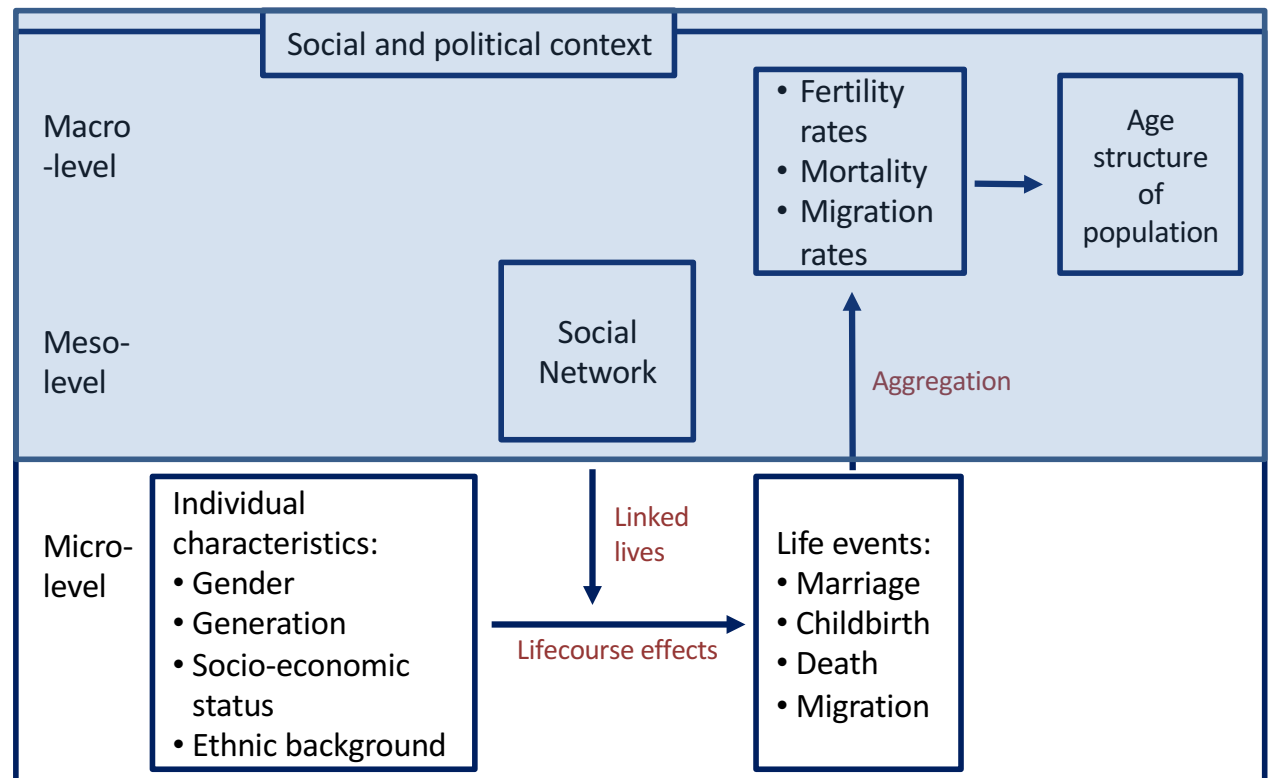 Social and political context
Macro
-level
• Fertility
rates
• Mortality
• Migration
rates
Age
structure
of
population
Meso-
level
Social
Network
Aggregation
Micro-
level
Individual
characteristics:
• Gender
• Generation
• Socio-economic
status
• Ethnic background
Linked
lives
Lifecourse effects
Life events:
• Marriage
• Childbirth
• Death
• Migration